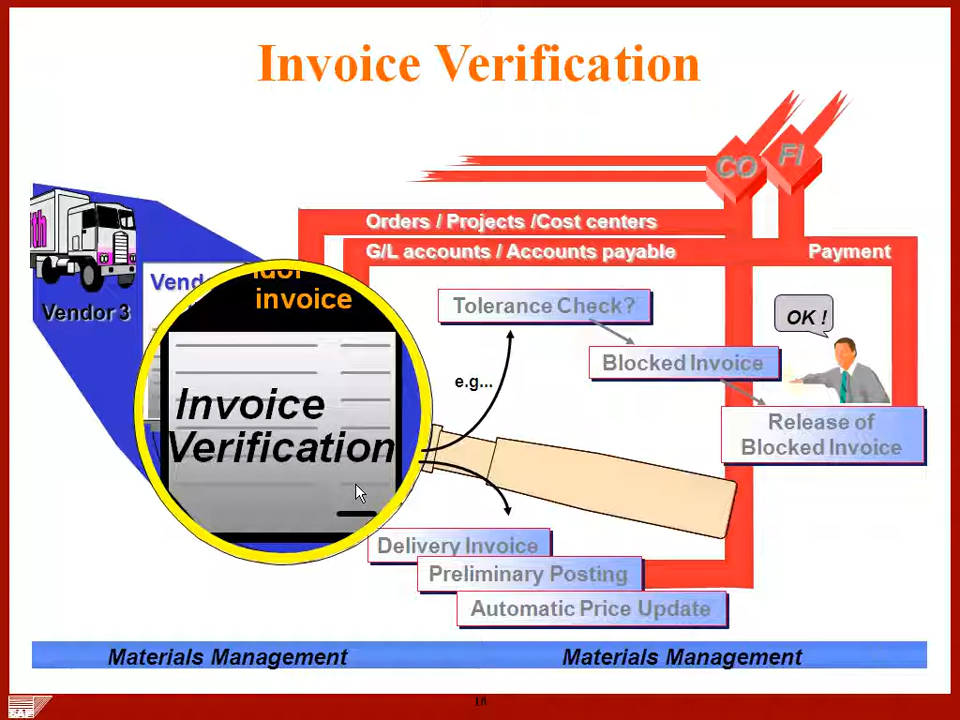 Invoice Verification
CO
FI
Orders / Projects /Cost centers
G/L accounts / Accounts payable
Payment
Vendor 3
invoice
Invoice
Verification
Tolerance Check?
OK !
e.g...
Blocked Invoice
Release of
Blocked Invoice
Delivery Invoice
Preliminary Posting
Automatic Price Update
Materials Management
Materials Management
SAP